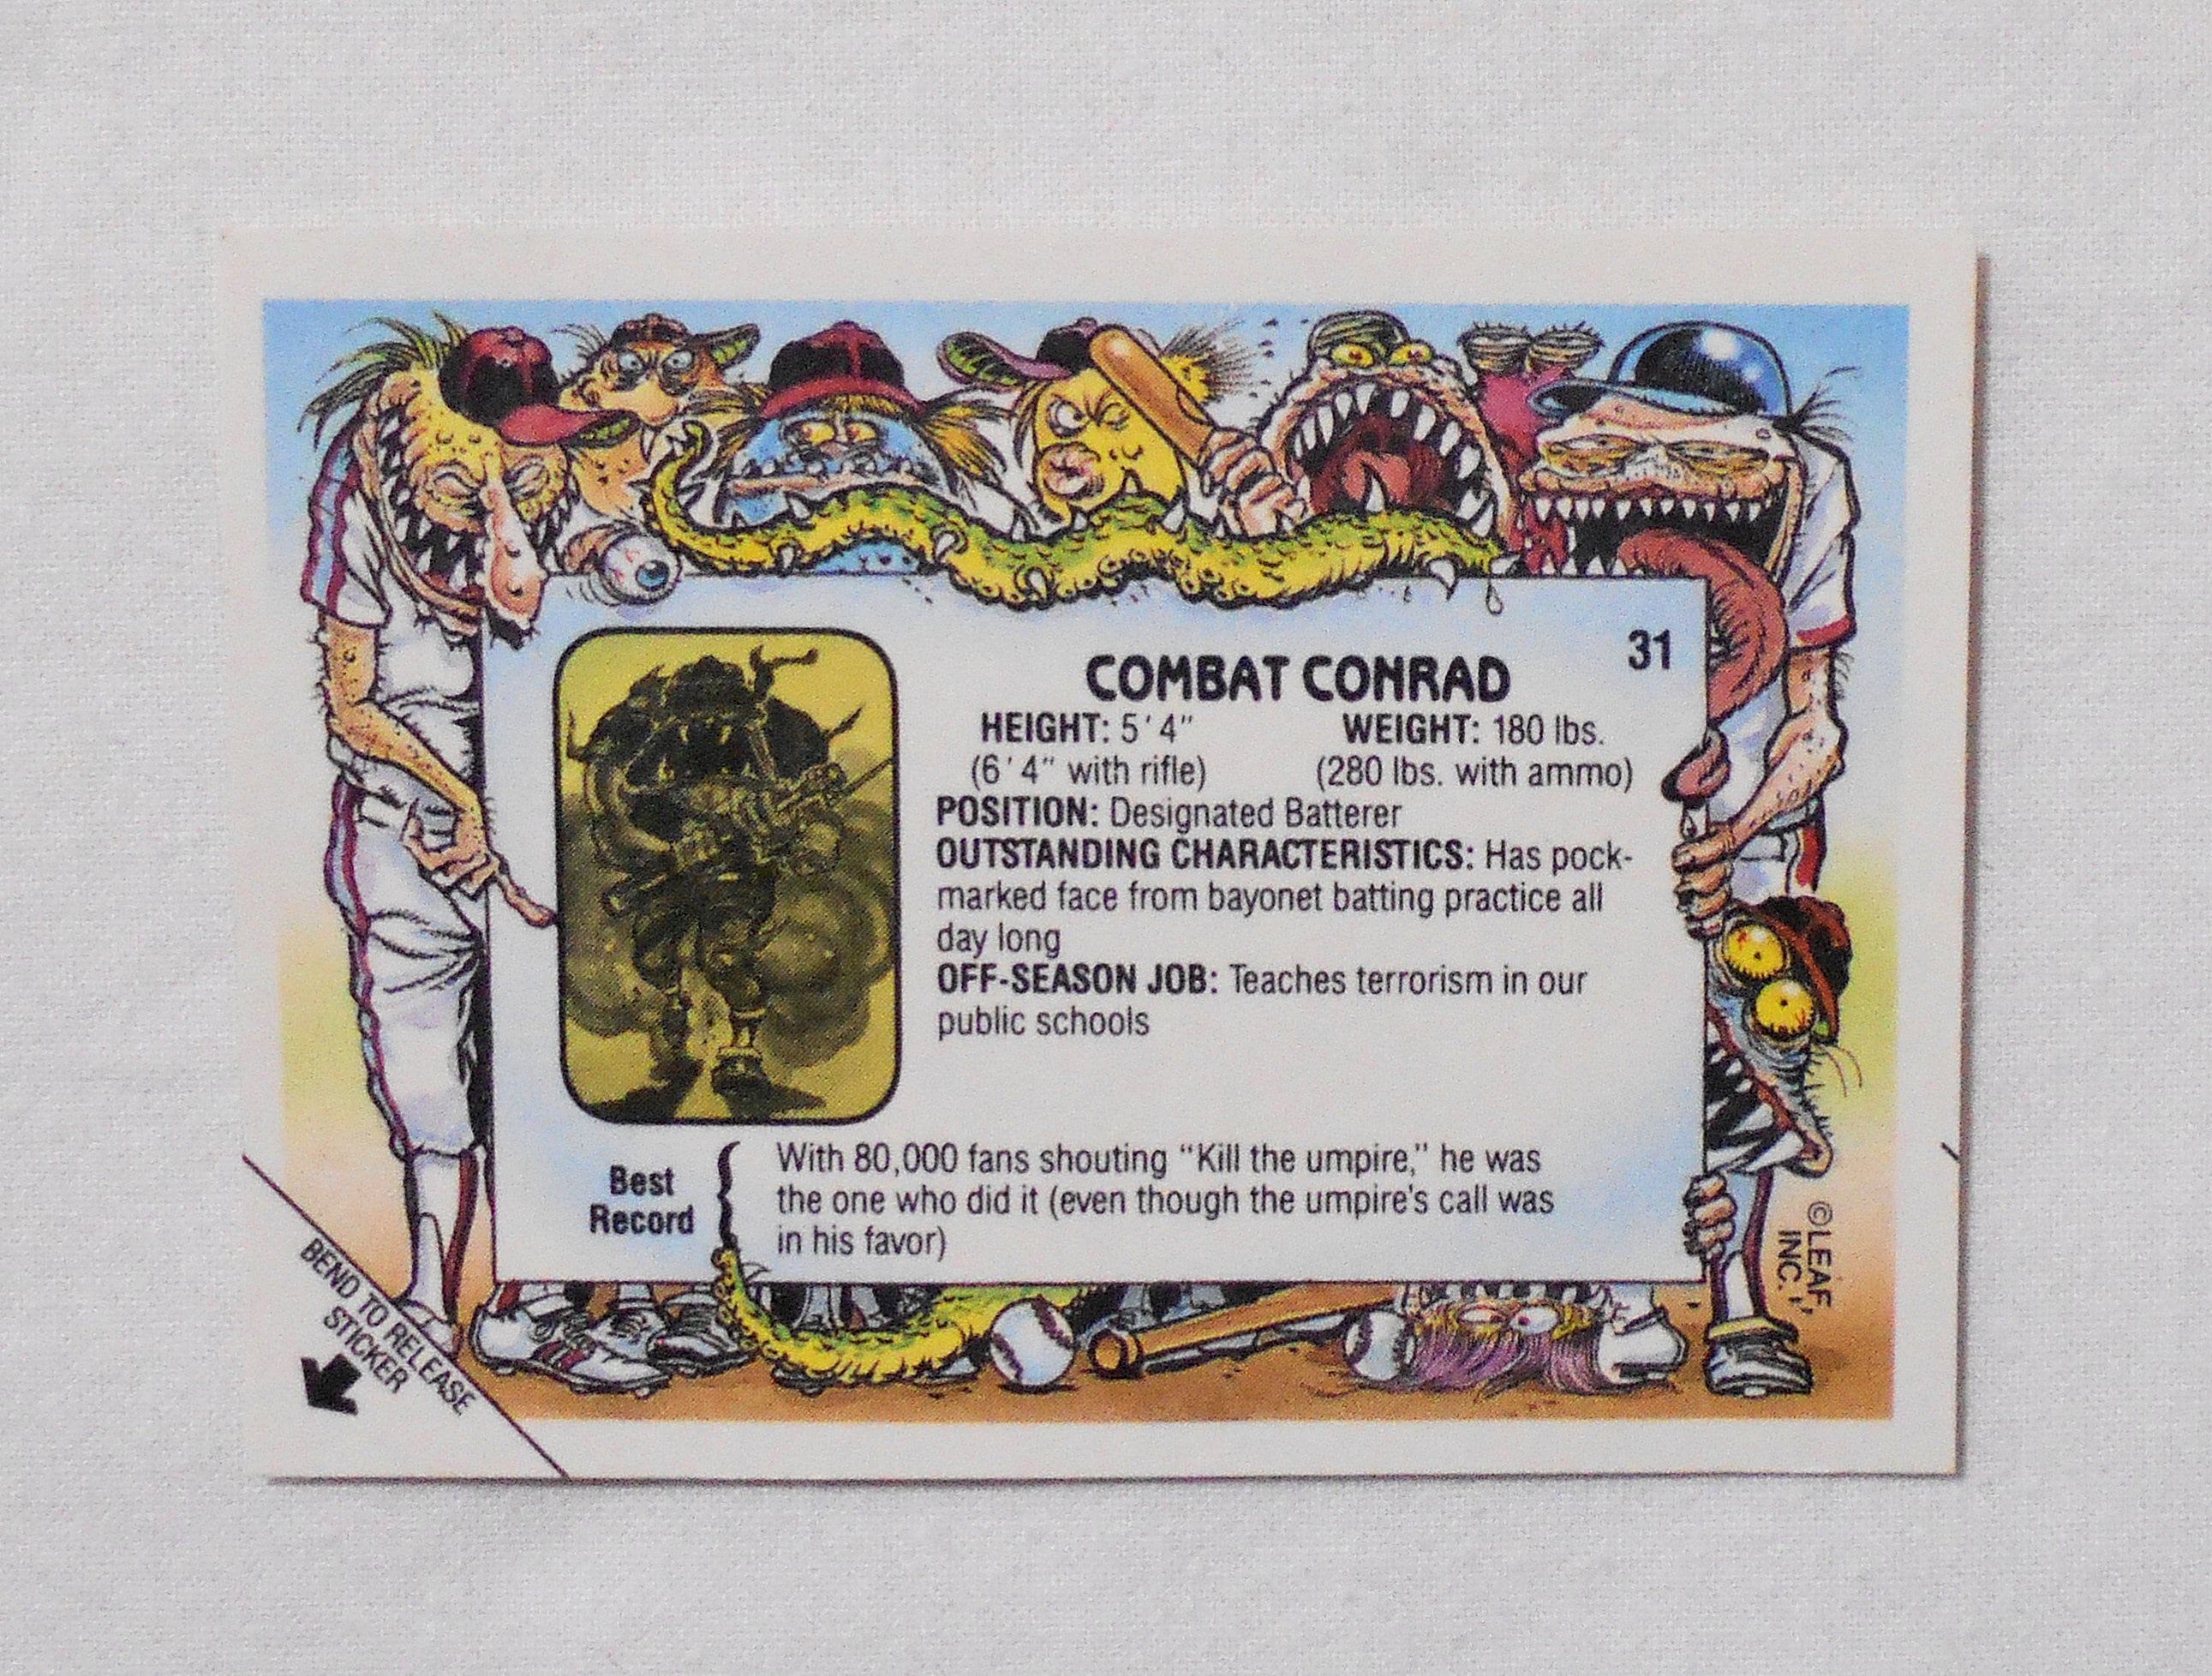 31
COMBAT CONRAD
HEIGHT: 5'4" WEIGHT: 180 lbs.
(6'4" with rifle) (280 lbs. with ammo)
POSITION: Designated Batterer
OUTSTANDING CHARACTERISTICS: Has pock-
marked face from bayonet batting practice all
day long
OFF-SEASON JOB: Teaches terrorism in our
public schools
Best
Record
With 80,000 fans shouting "Kill the umpire," he was
the one who did it (even though the umpire's call was
in his favor)
BEND TO RELEASE
STICKER
©LEAF,
INC.